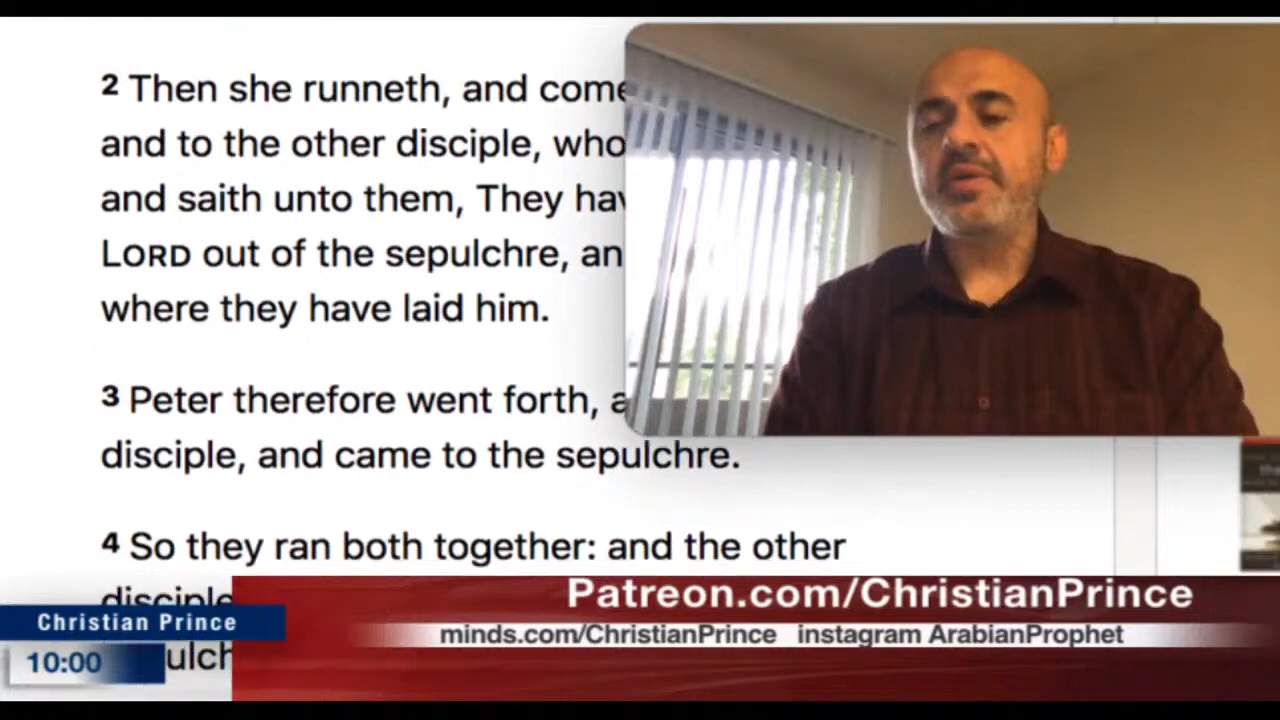 2 Then she runneth, and come
and to the other disciple, who
and saith unto them, They hav
LORD out of the sepulchre, an
where they have laid him.
3 Peter therefore went forth, a
disciple, and came to the sepulchre.
4 So they ran both together: and the other
disciple
ulch
Patreon.com/ChristianPrince
minds.com/ChristianPrince instagram ArabianProphet
Christian Prince
10:00